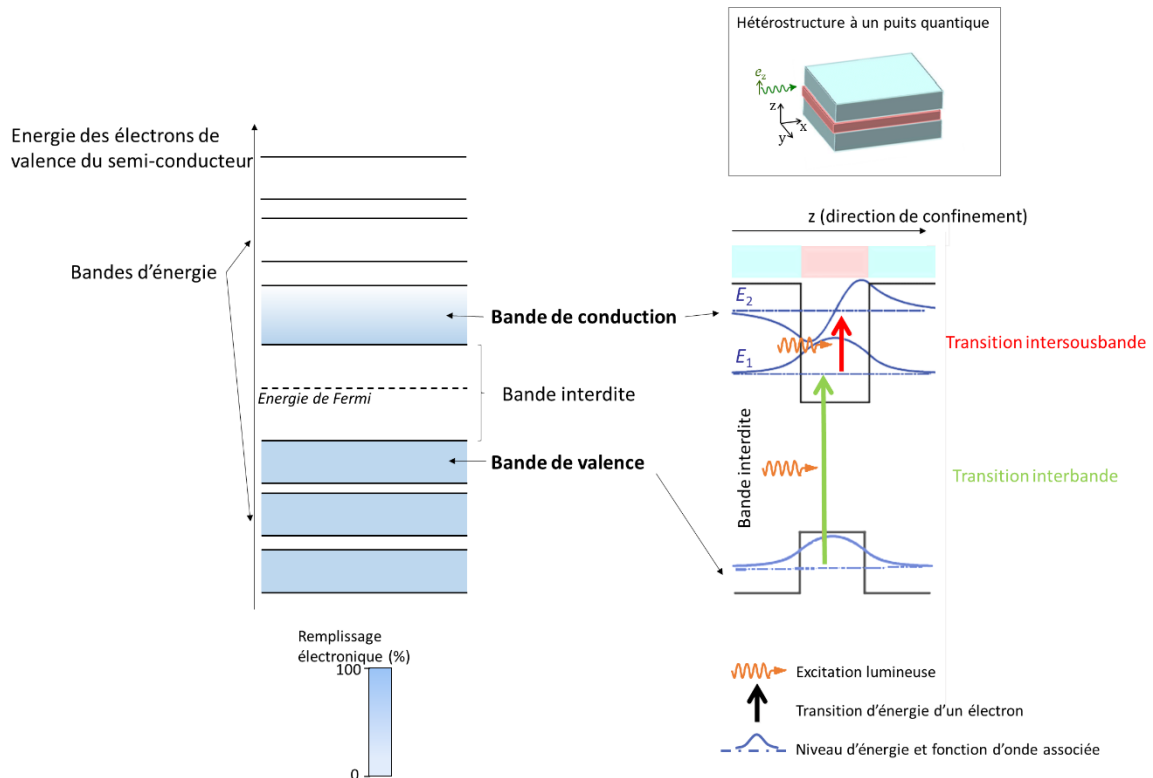 Hétérostructure à un puits quantique
e_z
z
x
y
Energie des électrons de
valence du semi-conducteur
z (direction de confinement)
Bandes d'énergie
Bande de conduction
E2
E1
Transition intersousbande
Energie de Fermi
Bande interdite
Bande de valence
Bande interdite
Transition interbande
Remplissage
électronique (%)
100
0
Excitation lumineuse
Transition d'énergie d'un électron
Niveau d'énergie et fonction d'onde associée